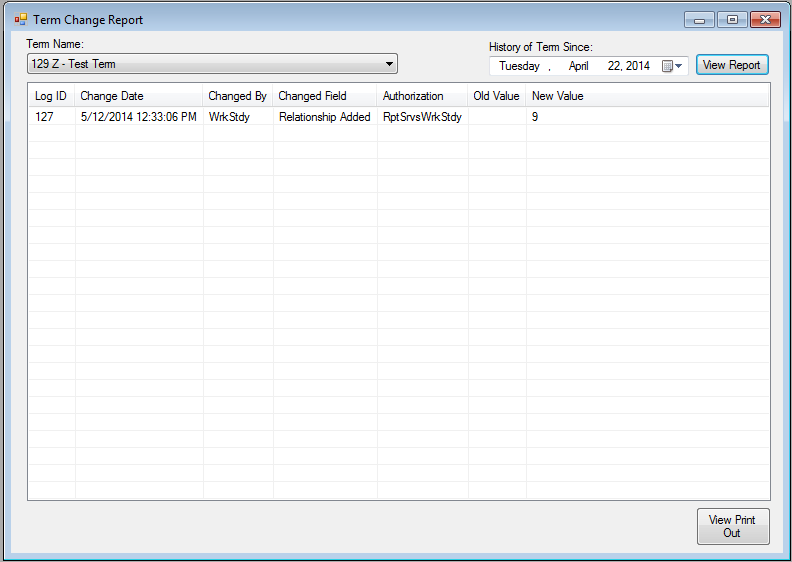 Term Change Report
Term Name:
History of Term Since:
129 Z - Test Term
Tuesday , April 22, 2014
View Report
Log ID Change Date Changed By Changed Field Authorization Old Value New Value
127 5/12/2014 12:33:06 PM WrkStdy Relationship Added RptSrvsWrkStdy 9
View Print
Out